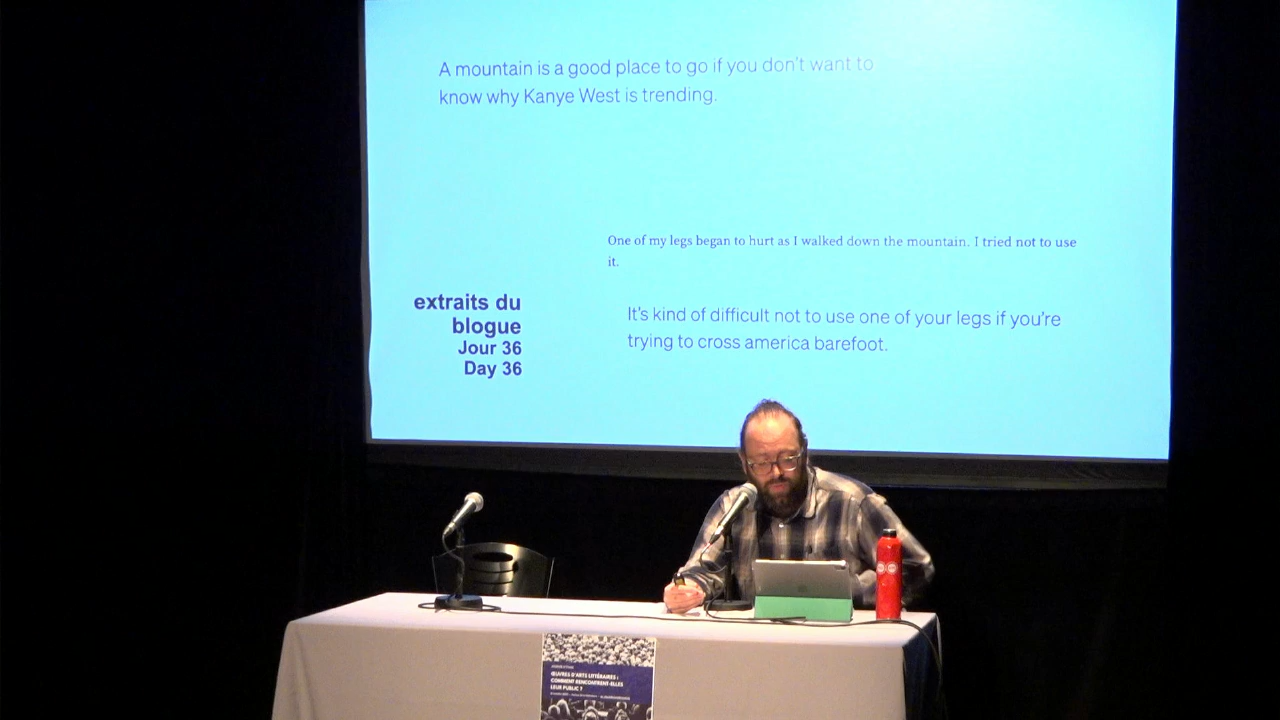 A mountain is a good place to go if you don't want to
know why Kanye West is trending.
One of my legs began to hurt as I walked down the mountain. I tried not to use
it.
extraits du
blogue
Jour 36
Day 36
It's kind of difficult not to use one of your legs if you're
trying to cross america barefoot.
ŒUVRES D'ARTS LITTÉRAIRES :
COMMENT RENCONTRENT-ELLES
LEUR PUBLIC ?